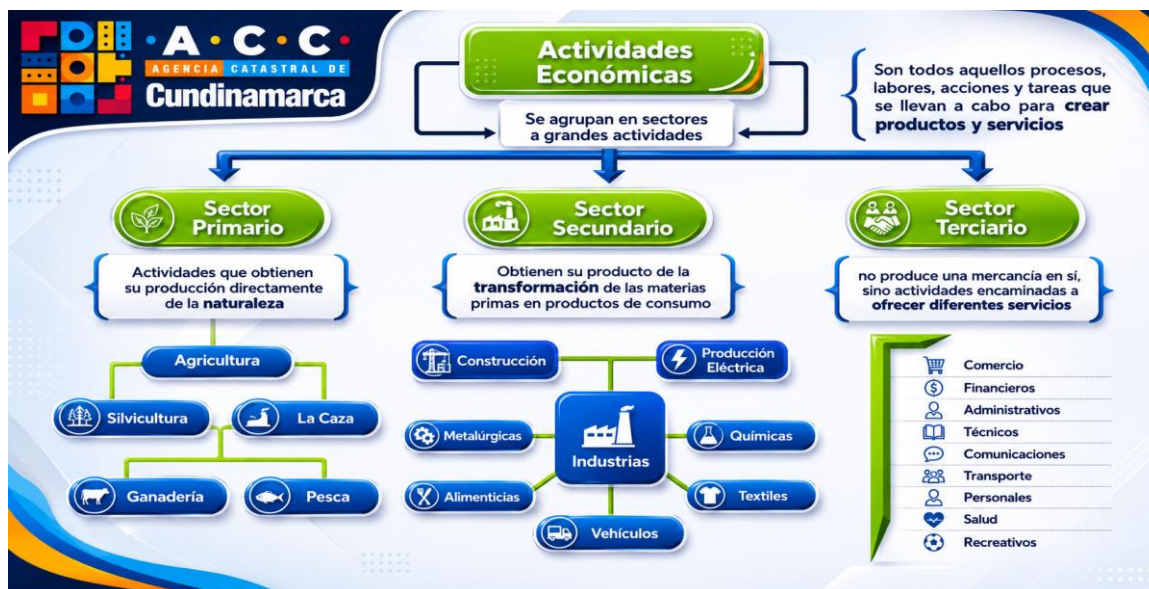 · A · C · C ·
AGENCIA CATASTRAL DE
Cundinamarca
Actividades
Económicas
Se agrupan en sectores
a grandes actividades
Son todos aquellos procesos,
labores, acciones y tareas que
se llevan a cabo para crear
productos y servicios
Sector
Primario
Actividades que obtienen
su producción directamente
de la naturaleza
Agricultura
Silvicultura
La Caza
Ganadería
Pesca
Sector
Secundario
Obtienen su producto de la
transformación de las materias
primas en productos de consumo
Construcción
Producción
Eléctrica
Metalúrgicas
Industrias
Químicas
Alimenticias
Textiles
Vehículos
Sector
Terciario
no produce una mercancía en sí,
sino actividades encaminadas a
ofrecer diferentes servicios
Comercio
Financieros
Administrativos
Técnicos
Comunicaciones
Transporte
Personales
Salud
Recreativos